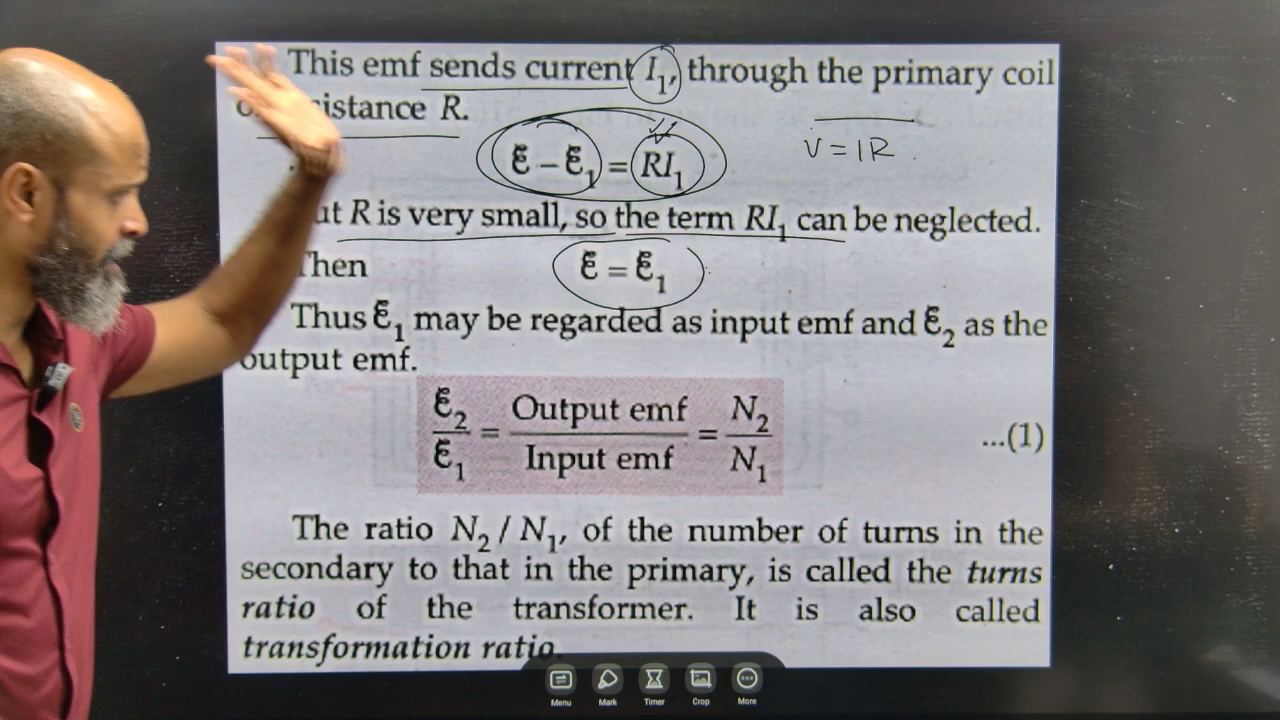 This emf sends current I₁, through the primary coil
istance R.
ℰ – ℰ₁ = RI₁
V = IR
ut R is very small, so the term RI₁ can be neglected.
Then ℰ = ℰ₁
Thus ℰ₁ may be regarded as input emf and ℰ₂ as the
output emf.
ℰ₂/ℰ₁ = Output emf/Input emf = N₂/N₁ ...(1)
The ratio N₂ / N₁, of the number of turns in the
secondary to that in the primary, is called the turns
ratio of the transformer. It is also called
transformation ratio.
Menu Mark Timer Crop More